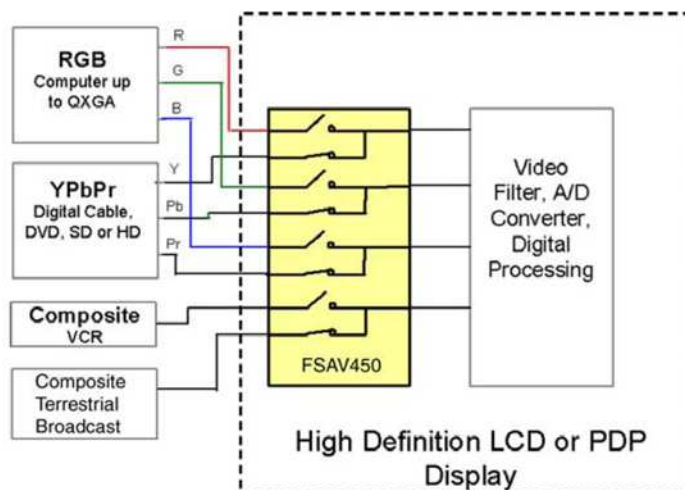 RGB
Computer up
to QXGA
R
G
B
YPbPr
Digital Cable,
DVD, SD or HD
Y
Pb
Pr
Composite
VCR
Composite
Terrestrial
Broadcast
FSAV450
Video
Filter, A/D
Converter,
Digital
Processing
High Definition LCD or PDP
Display